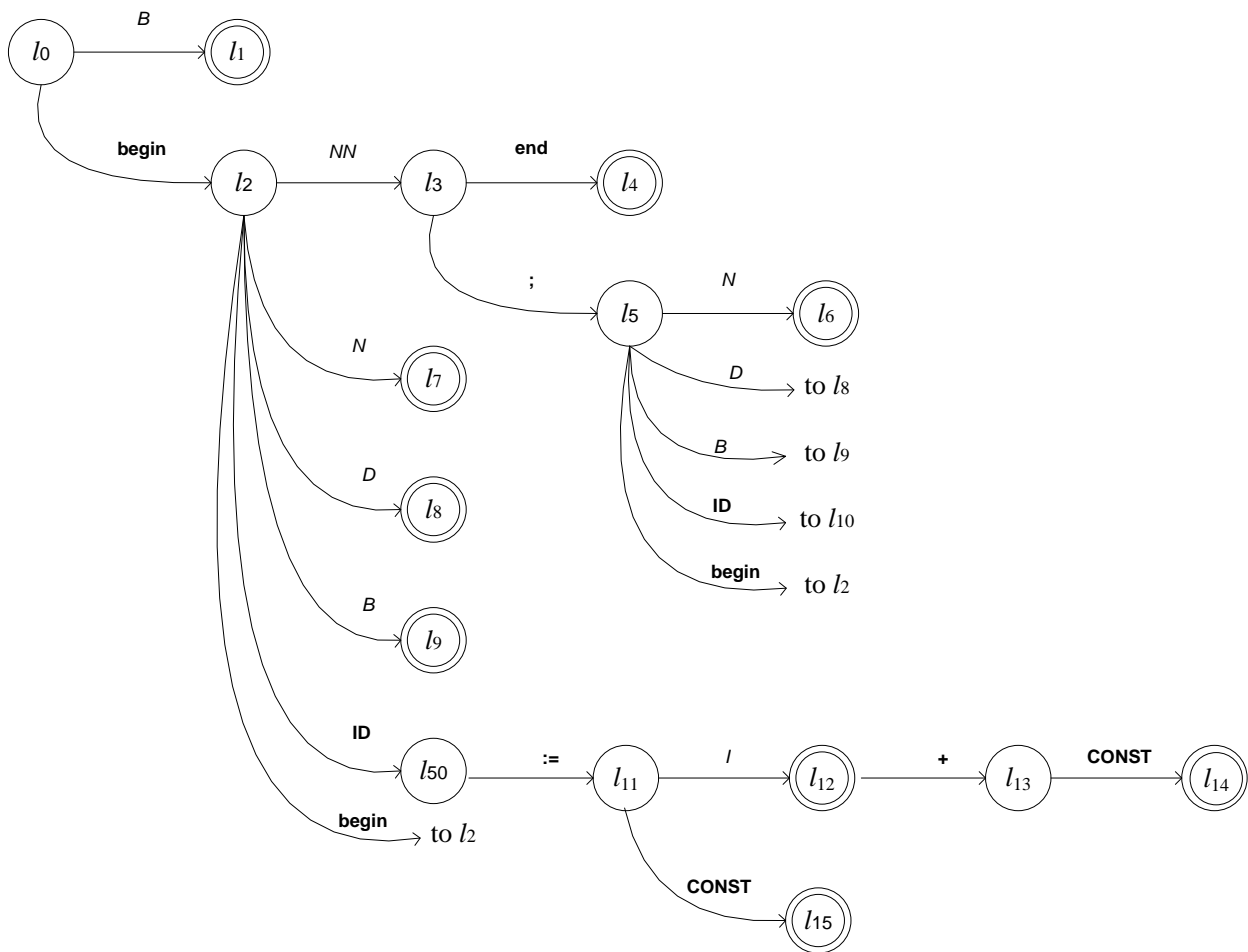 B
l0 l1
begin NN end
l2 l3 l4
; N
l5 l6
N D
l7 to l8
B to l9
D ID
l8 to l10
begin to l2
B
l9
ID := I + CONST
l50 l11 l12 l13 l14
begin to l2
CONST
l15